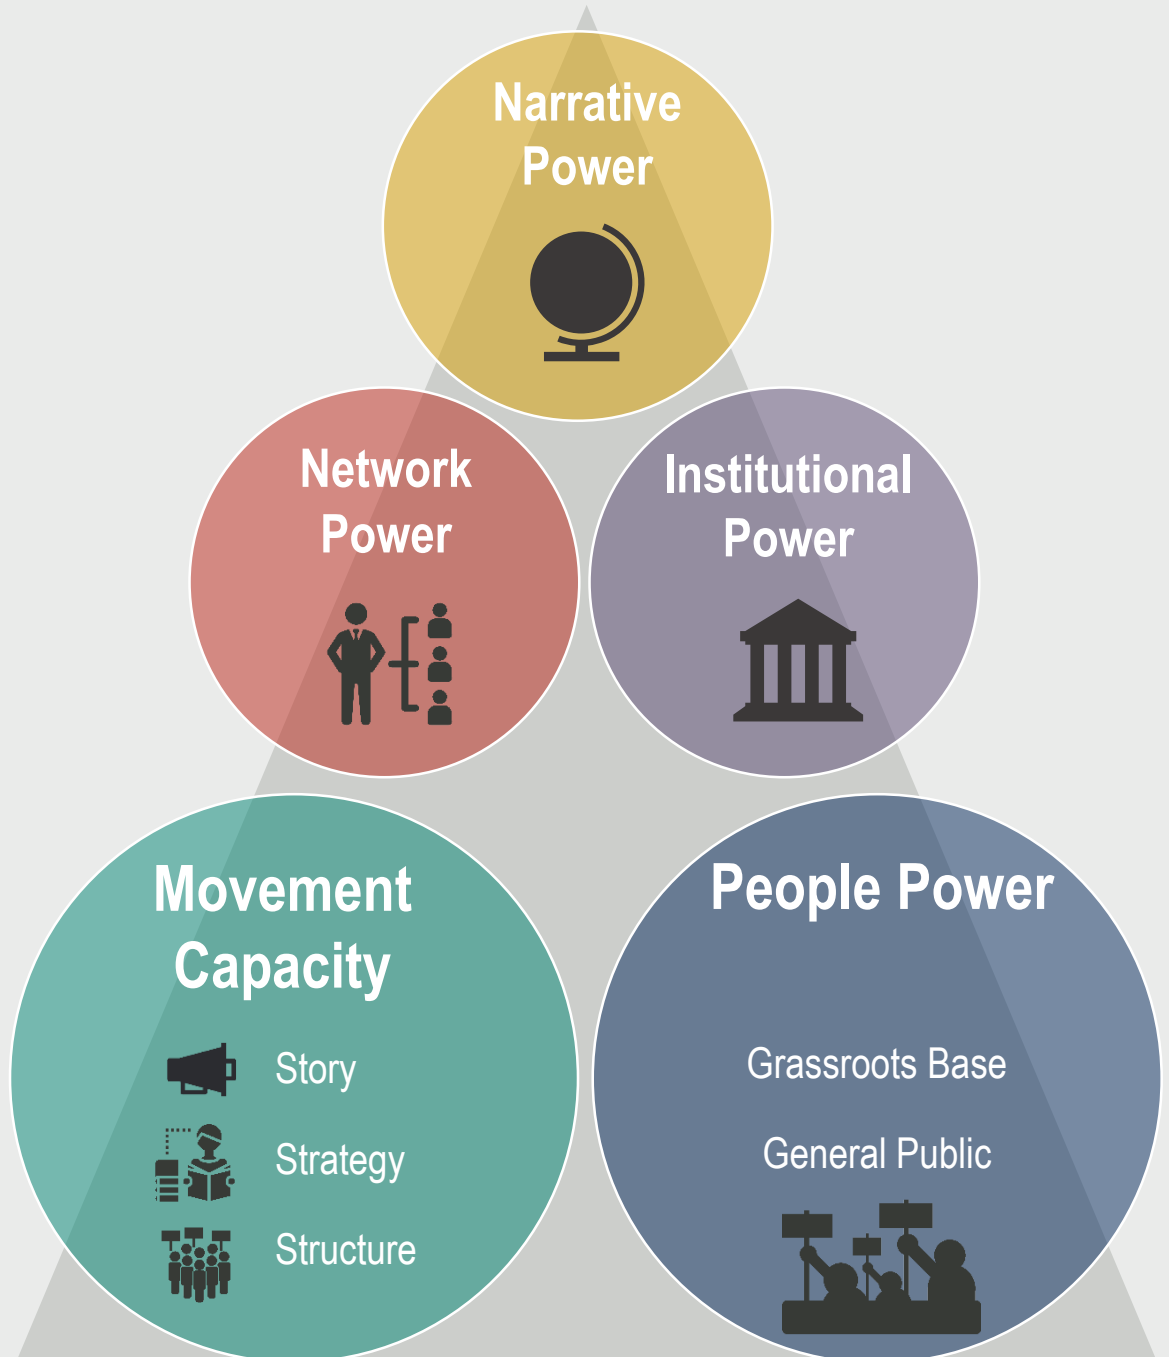 Narrative
Power
Network
Power
Institutional
Power
Movement
Capacity
Story
Strategy
Structure
People Power
Grassroots Base
General Public